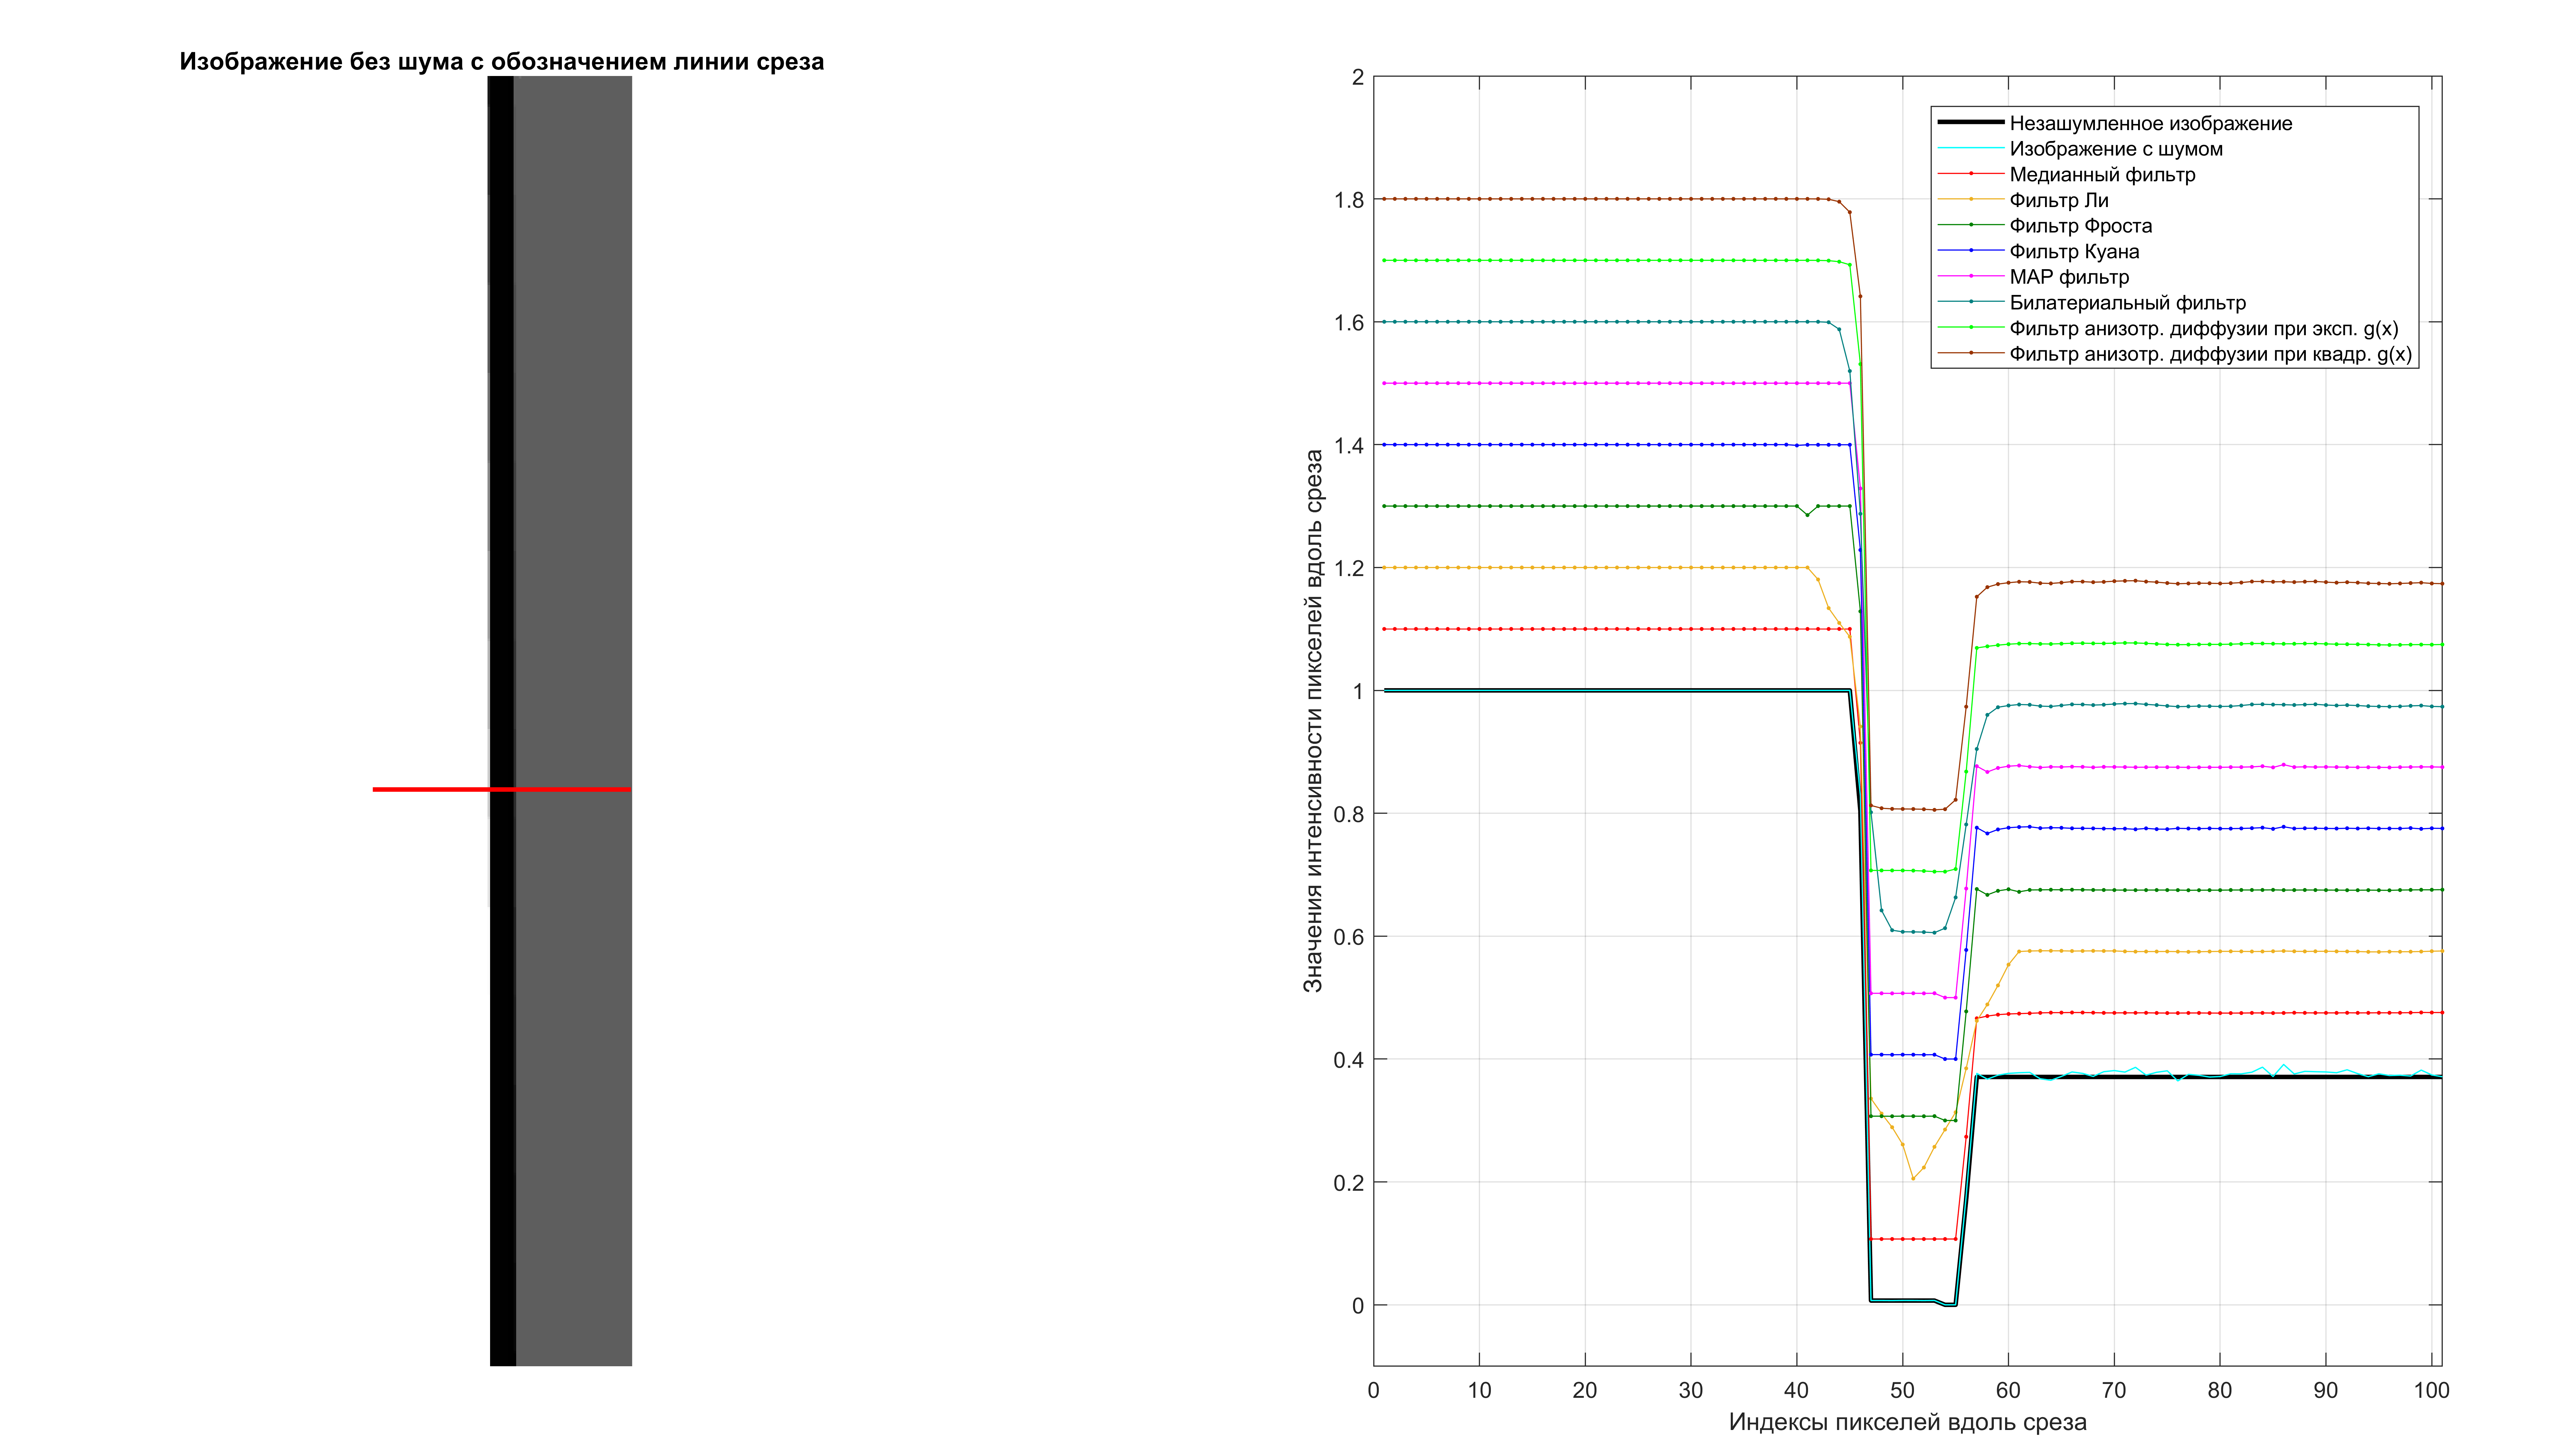 Изображение без шума с обозначением линии среза
Значения интенсивности пикселей вдоль среза
2
1.8
1.6
1.4
1.2
1
0.8
0.6
0.4
0.2
0
Незашумленное изображение
Изображение с шумом
Медианный фильтр
Фильтр Ли
Фильтр Фроста
Фильтр Куана
MAP фильтр
Билатериальный фильтр
Фильтр анизотр. диффузии при эксп. g(x)
Фильтр анизотр. диффузии при квадр. g(x)
0 10 20 30 40 50 60 70 80 90 100
Индексы пикселей вдоль среза